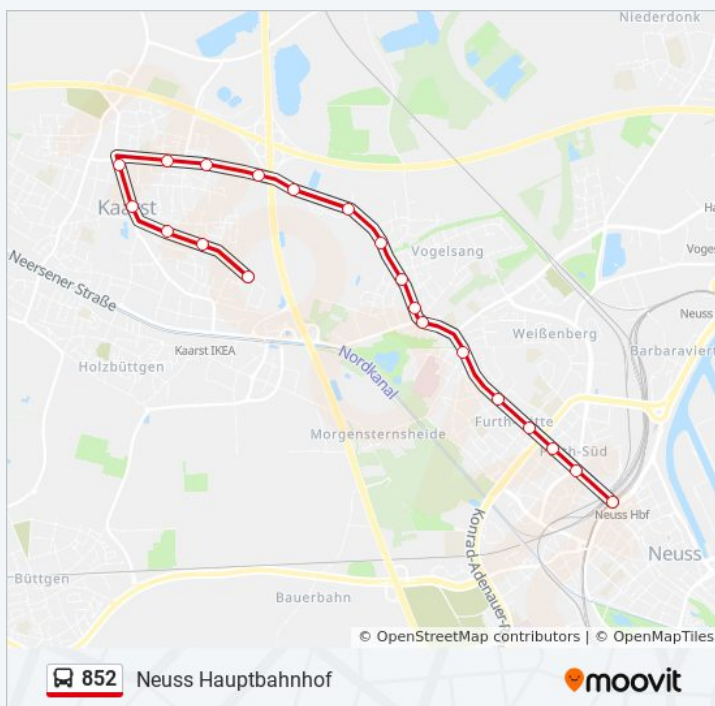 Niederdonk
Kaarst
Ha
Vogelsang
Voges
Neersener Straße
Neuss
Weißenberg
Barbaraviert
Kaarst IKEA
Holzbüttgen
Nordkanal
Morgensternsheide
Neuss Hbf
Neuss
Konrad-Adenauer-
Büttgen
Bauerbahn
© OpenStreetMap contributors | © OpenMapTiles
852 Neuss Hauptbahnhof moovit